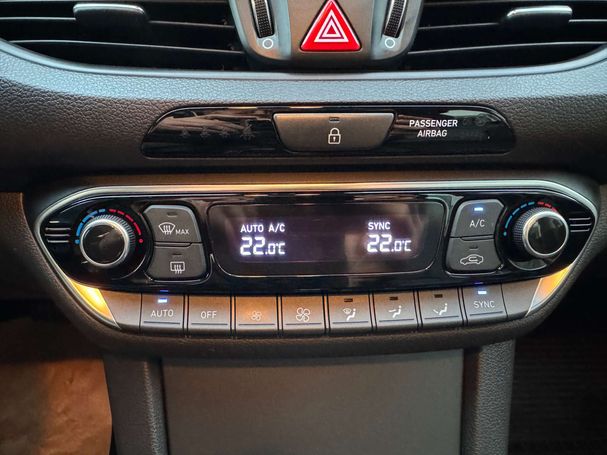 PASSENGER
AIRBAG
AUTO A/C
SYNC
22.0°C
22.0°C
MAX
A/C
AUTO
OFF
SYNC